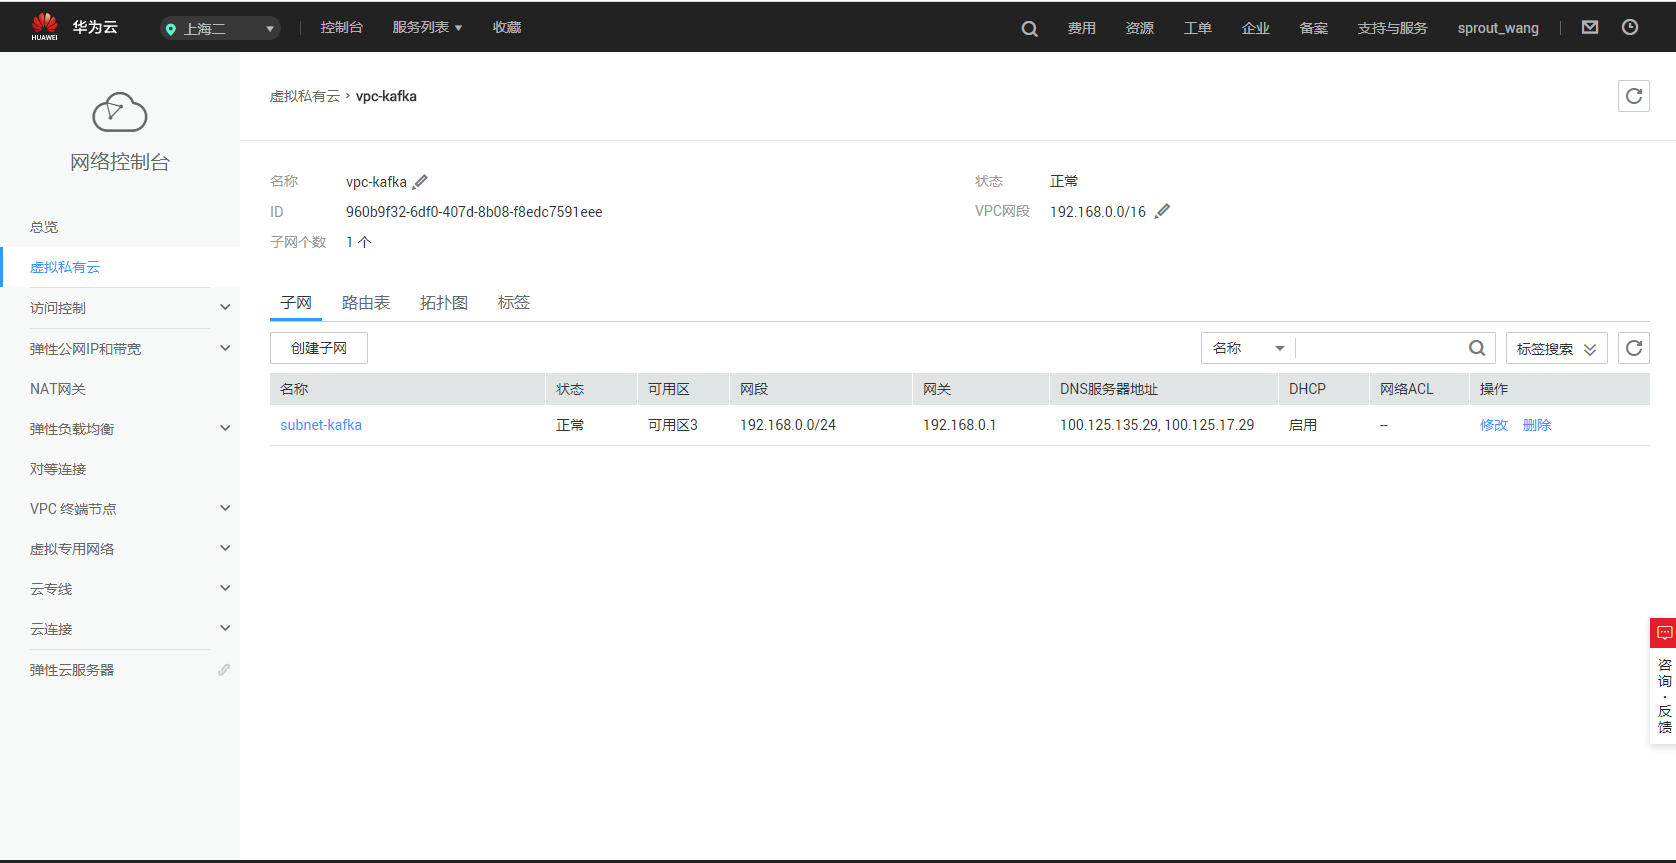 HUAWEI
华为云
上海二
控制台
服务列表
收藏
费用
资源
工单
企业
备案
支持与服务
sprout_wang
网络控制台
总览
虚拟私有云
访问控制
弹性公网IP和带宽
NAT网关
弹性负载均衡
对等连接
VPC 终端节点
虚拟专用网络
云专线
云连接
弹性云服务器
虚拟私有云 › vpc-kafka
名称 vpc-kafka
ID 960b9f32-6df0-407d-8b08-f8edc7591eee
子网个数 1 个
状态 正常
VPC网段 192.168.0.0/16
子网 路由表 拓扑图 标签
创建子网
名称
标签搜索
名称 状态 可用区 网段 网关 DNS服务器地址 DHCP 网络ACL 操作
subnet-kafka 正常 可用区3 192.168.0.0/24 192.168.0.1 100.125.135.29, 100.125.17.29 启用 -- 修改 删除
咨询·反馈